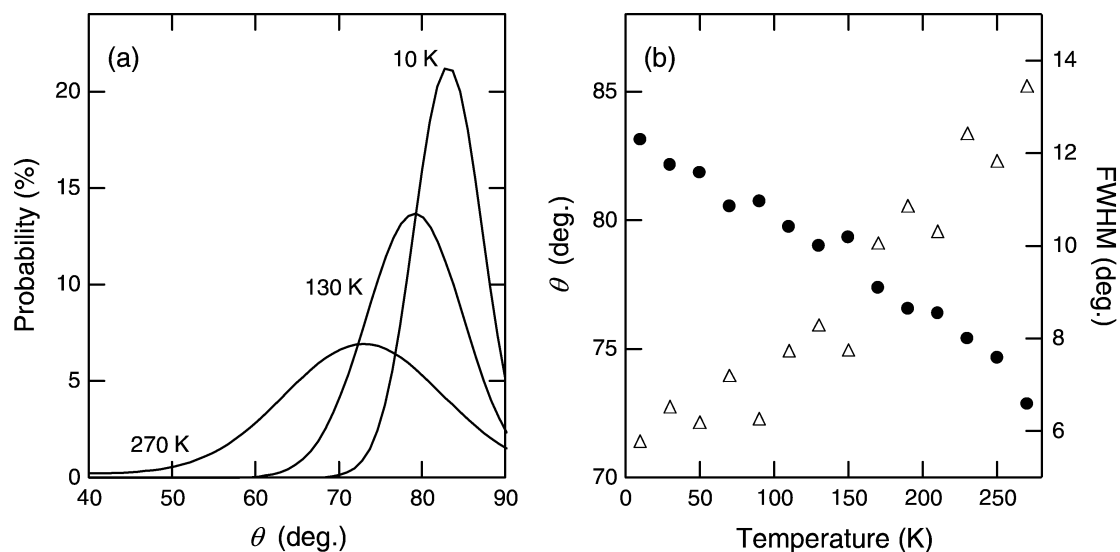 (a)
10 K
130 K
270 K
20
15
10
5
0
40 50 60 70 80 90
Probability (%)
θ (deg.)
(b)
85
80
75
70
0 50 100 150 200 250
14
12
10
8
6
θ (deg.)
FWHM (deg.)
Temperature (K)